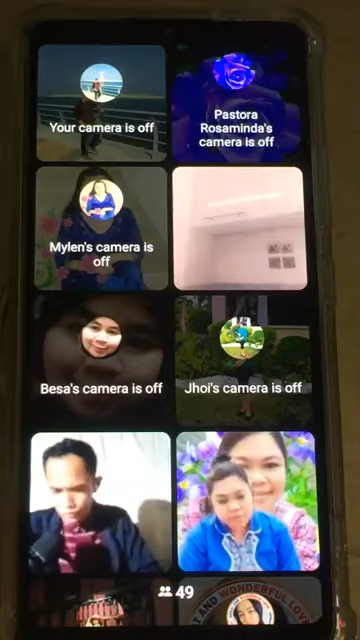 Your camera is off
Pastora
Rosaminda's
camera is off
Mylen's camera is
off
Besa's camera is off
Jhoi's camera is off
49
T AND WONDERFUL LOVE